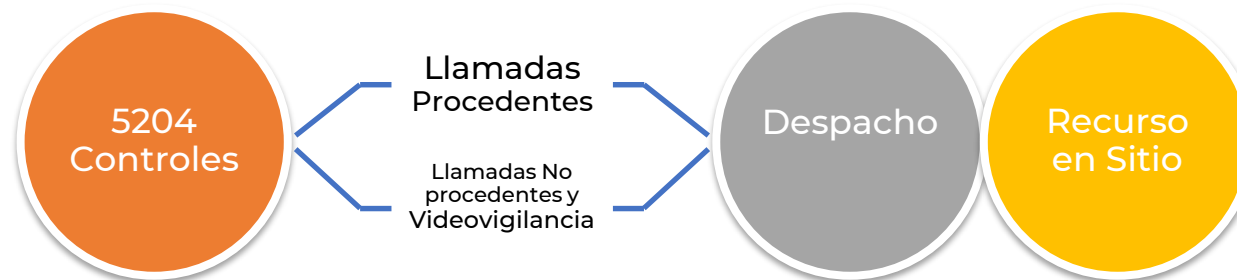 5204
Controles
Llamadas
Procedentes
Llamadas No
procedentes y
Videovigilancia
Despacho
Recurso
en Sitio